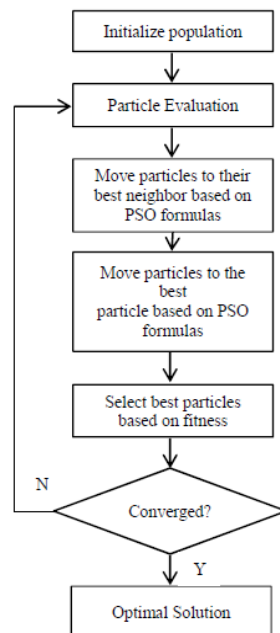 Initialize population
Particle Evaluation
Move particles to their
best neighbor based on
PSO formulas
Move particles to the
best
particle based on PSO
formulas
Select best particles
based on fitness
N
Converged?
Y
Optimal Solution